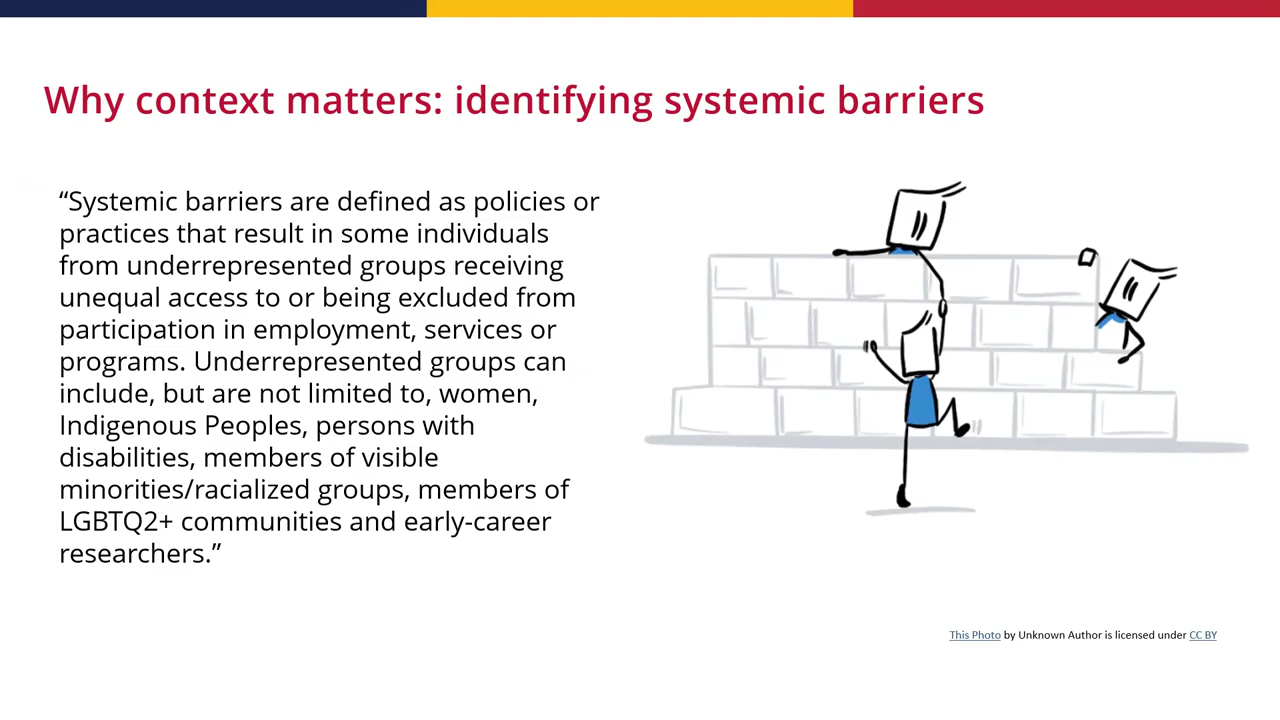 Why context matters: identifying systemic barriers
“Systemic barriers are defined as policies or
practices that result in some individuals
from underrepresented groups receiving
unequal access to or being excluded from
participation in employment, services or
programs. Underrepresented groups can
include, but are not limited to, women,
Indigenous Peoples, persons with
disabilities, members of visible
minorities/racialized groups, members of
LGBTQ2+ communities and early-career
researchers.”
This Photo by Unknown Author is licensed under CC BY